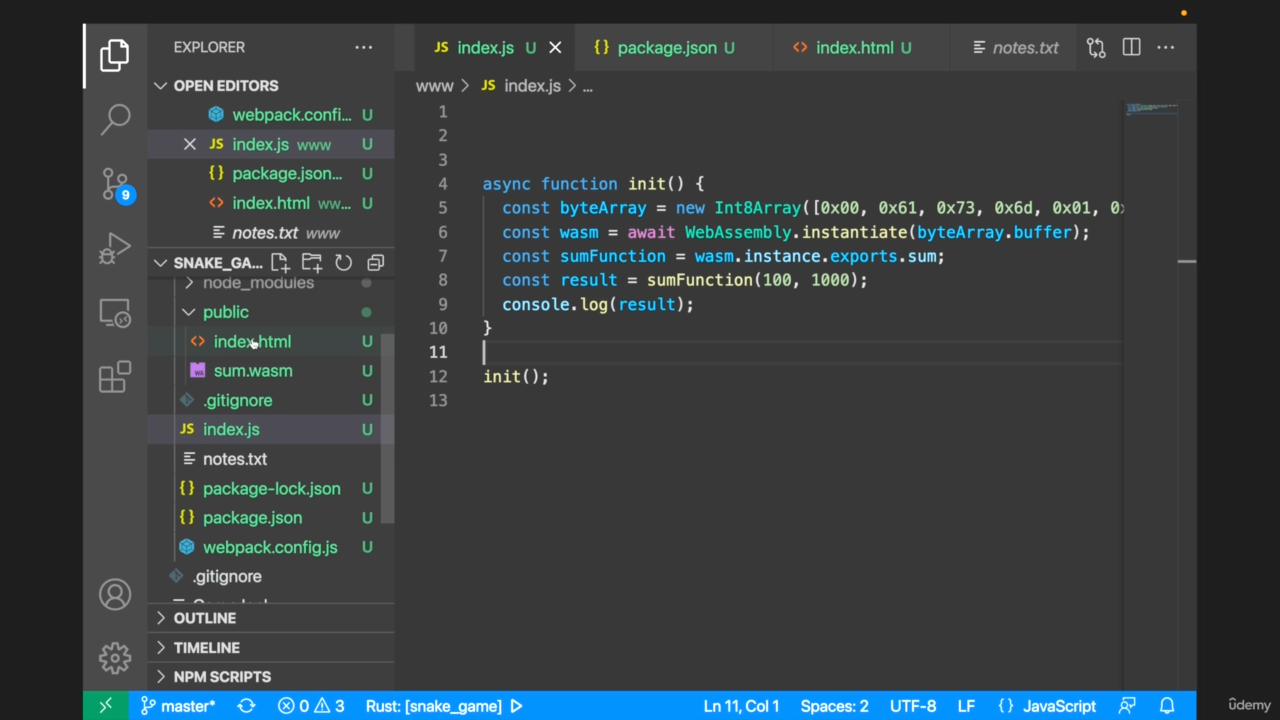 EXPLORER
OPEN EDITORS
webpack.confi... U
JS index.js www U
{} package.json... U
<> index.html ww... U
notes.txt www
SNAKE_GA...
node_modules
public
<> index.html U
sum.wasm U
.gitignore U
JS index.js U
notes.txt
{} package-lock.json U
{} package.json U
webpack.config.js U
.gitignore
OUTLINE
TIMELINE
NPM SCRIPTS
9
JS index.js U
{} package.json U
<> index.html U
notes.txt
www > JS index.js > ...
1
2
3
4 async function init() {
5 const byteArray = new Int8Array([0x00, 0x61, 0x73, 0x6d, 0x01, 0
6 const wasm = await WebAssembly.instantiate(byteArray.buffer);
7 const sumFunction = wasm.instance.exports.sum;
8 const result = sumFunction(100, 1000);
9 console.log(result);
10 }
11
12 init();
13
master* 0 3 Rust: [snake_game] Ln 11, Col 1 Spaces: 2 UTF-8 LF {} JavaScript
ûdemy